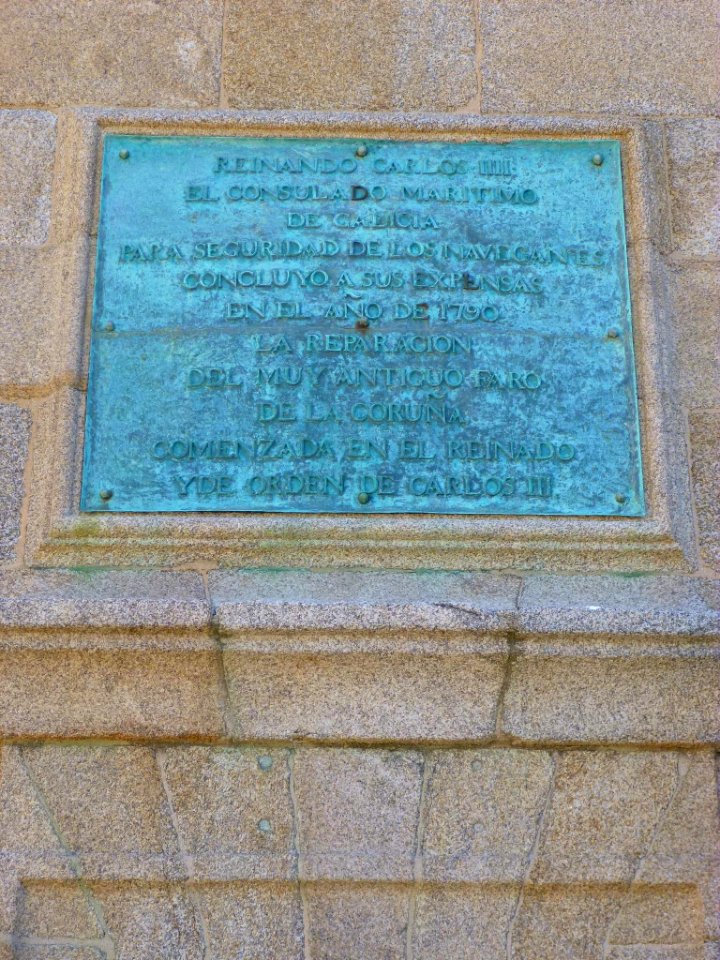 REINANDO CARLOS IIII.
EL CONSULADO MARITIMO
DE GALICIA
PARA SEGURIDAD DE LOS NAVEGANTES
CONCLUYO A SUS EXPENSAS
EN EL AÑO DE 1790
LA REPARACION
DEL MUY ANTIGUO FARO
DE LA CORUÑA
COMENZADA EN EL REINADO
Y DE ORDEN DE CARLOS III